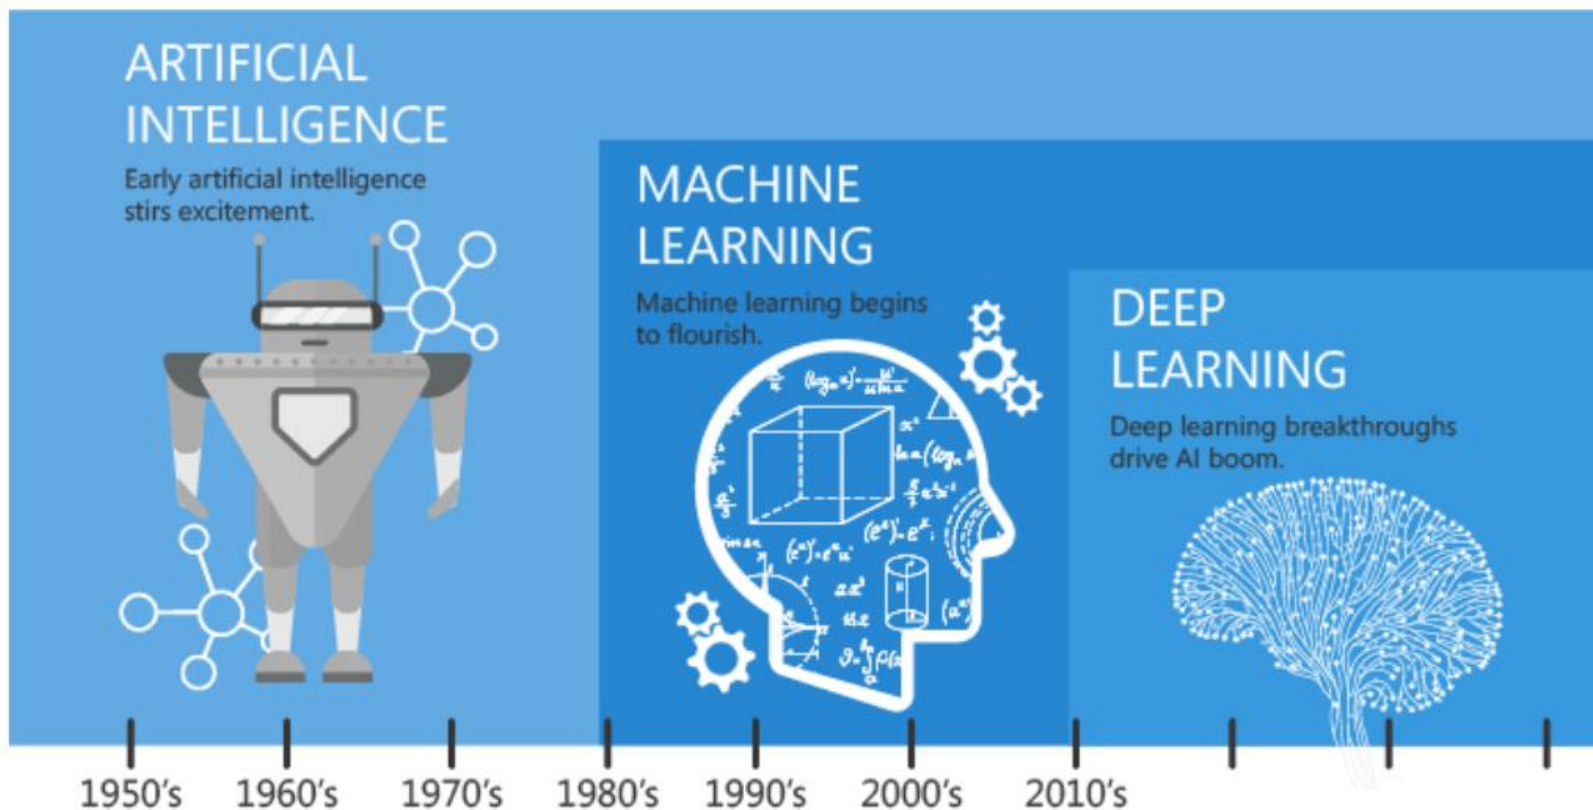 ARTIFICIAL
INTELLIGENCE
Early artificial intelligence
stirs excitement.
MACHINE
LEARNING
Machine learning begins
to flourish.
DEEP
LEARNING
Deep learning breakthroughs
drive AI boom.
1950's 1960's 1970's 1980's 1990's 2000's 2010's